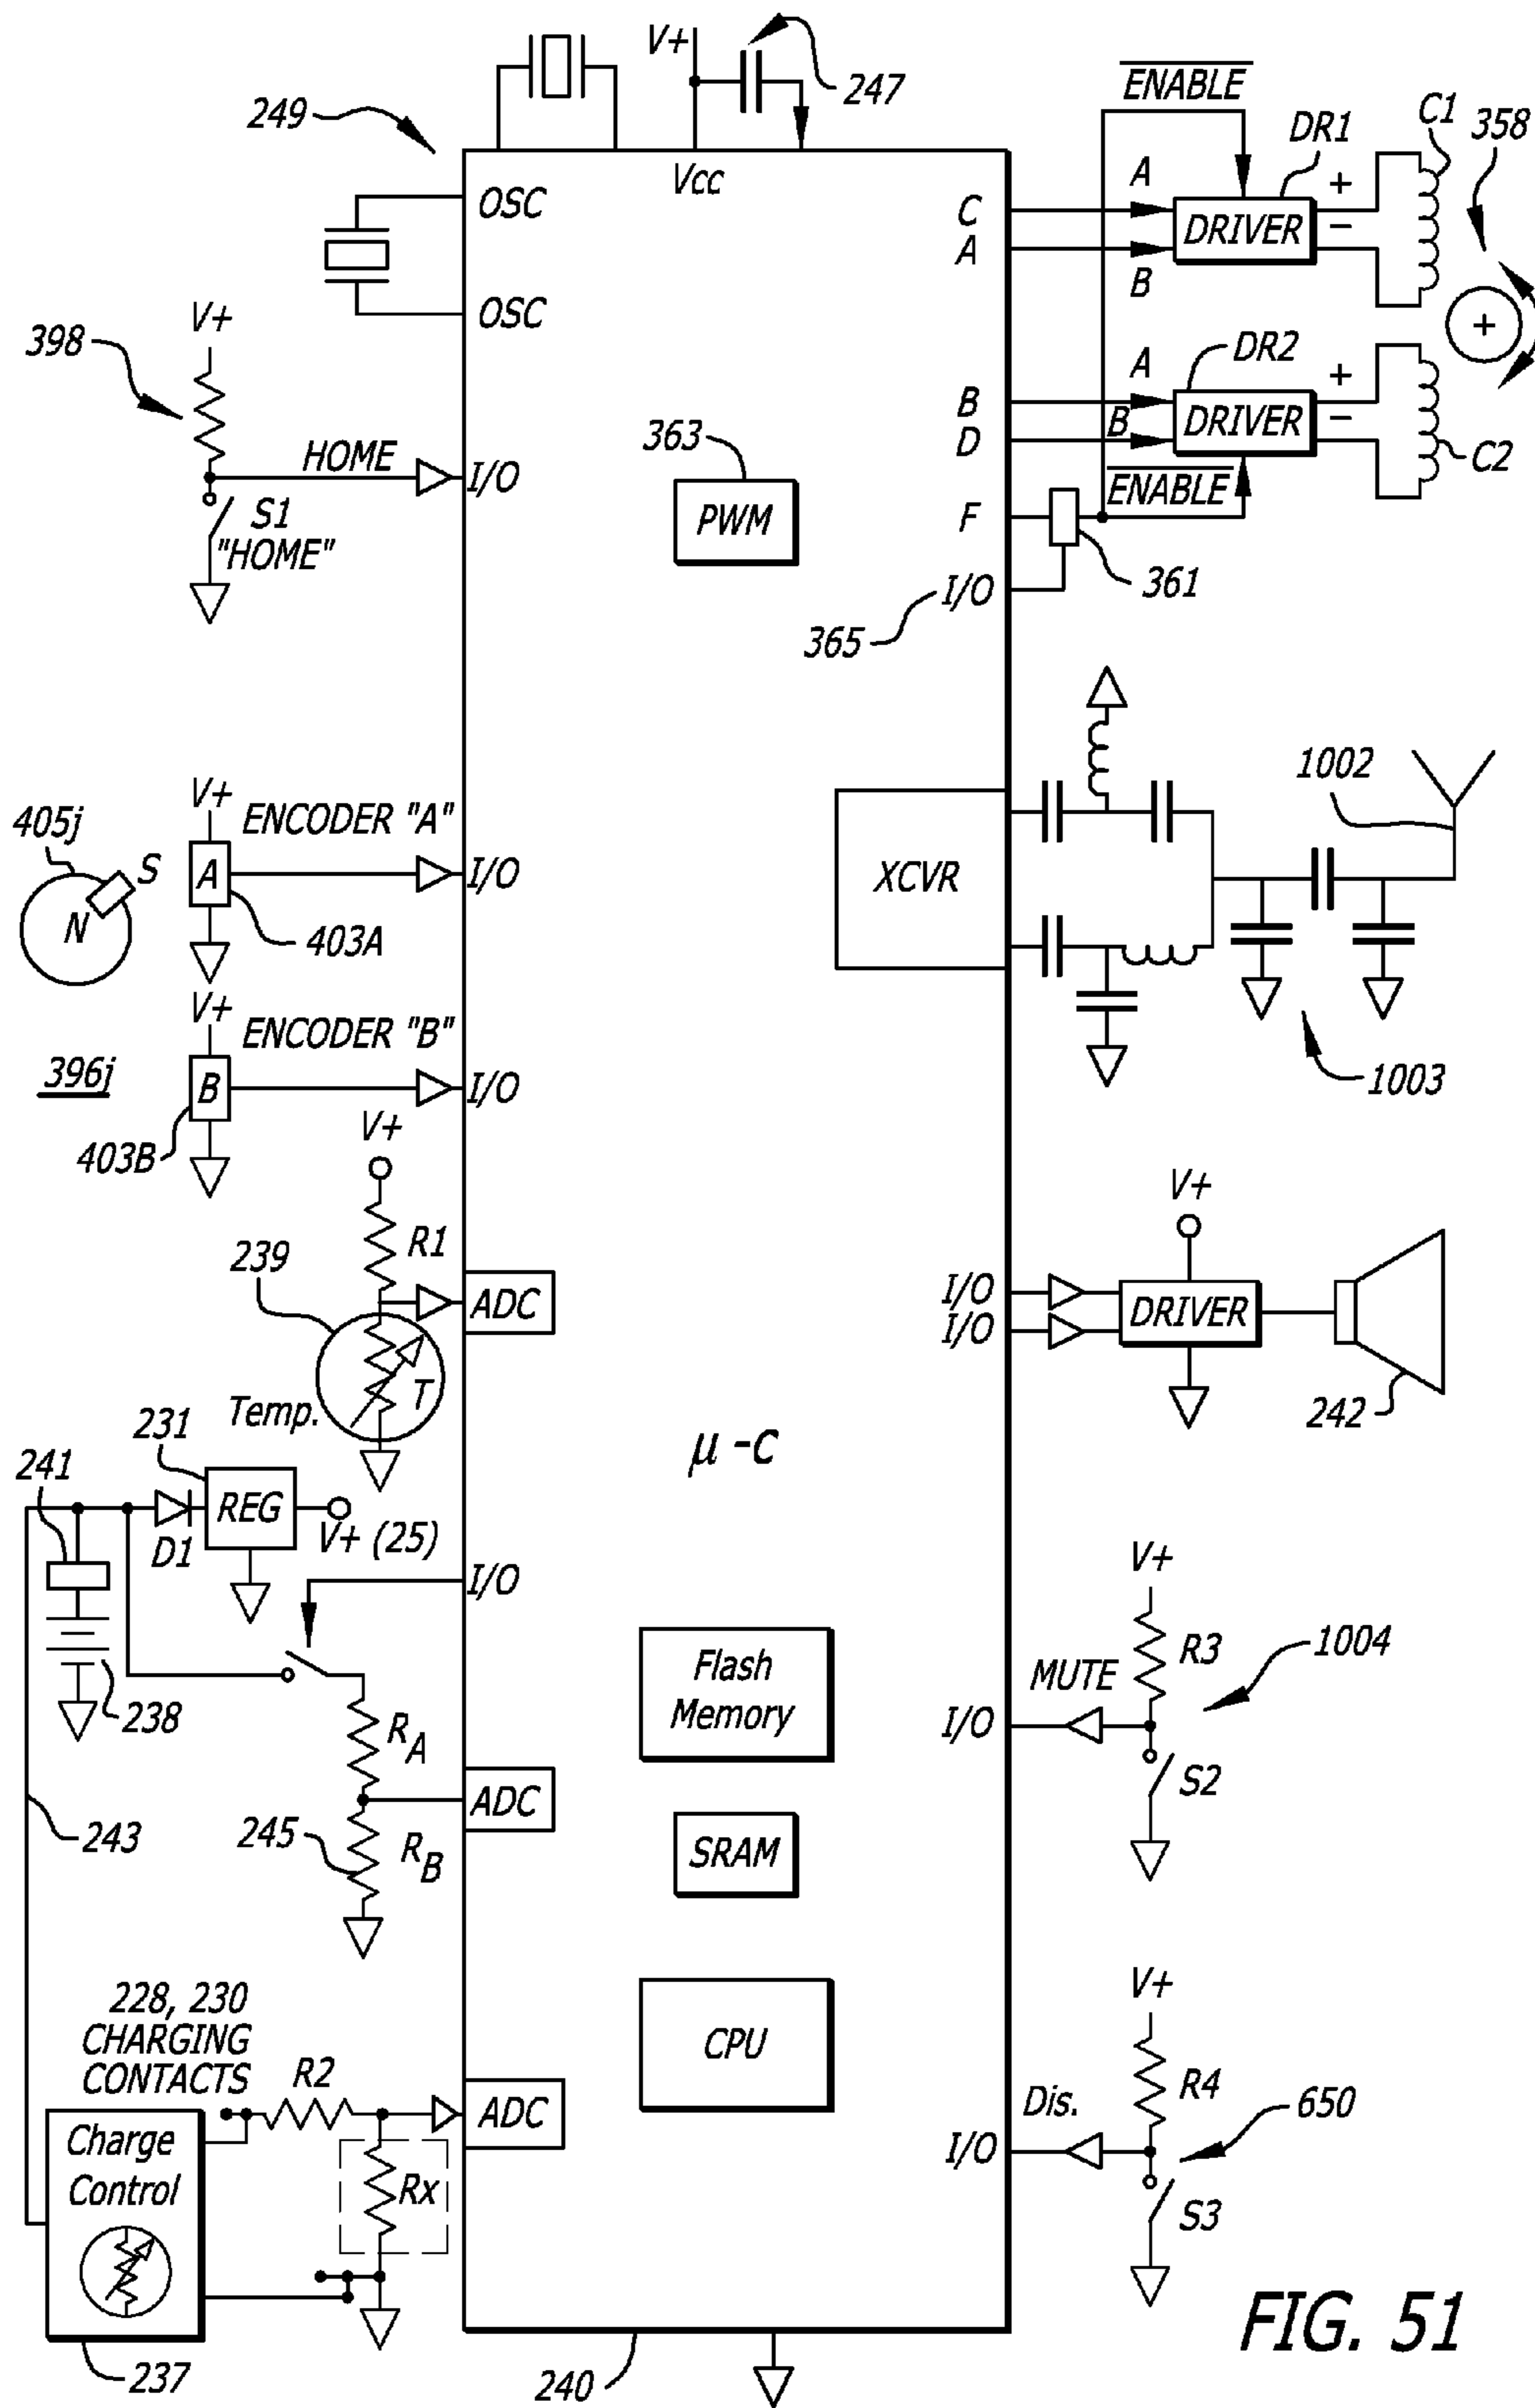 V+
247
ENABLE
C1
358
249
DR1
Vcc
OSC
C
A
A
B
DRIVER
+
−
OSC
V+
398
+
DR2
HOME
I/O
S1
"HOME"
363
PWM
B
D
A
B
DRIVER
+
−
C2
ENABLE
F
361
I/O
365
405j
S
N
V+
ENCODER "A"
A
I/O
403A
XCVR
1002
V+
ENCODER "B"
396j
B
I/O
403B
1003
V+
R1
239
ADC
Temp.
T
V+
I/O
I/O
DRIVER
242
μ-c
231
241
REG
D1
V+ (25)
I/O
238
RA
243
245
ADC
RB
Flash
Memory
SRAM
CPU
V+
R3
1004
MUTE
I/O
S2
228, 230
CHARGING
CONTACTS
R2
ADC
Charge
Control
Rx
V+
R4
650
Dis.
I/O
S3
237
240
FIG. 51